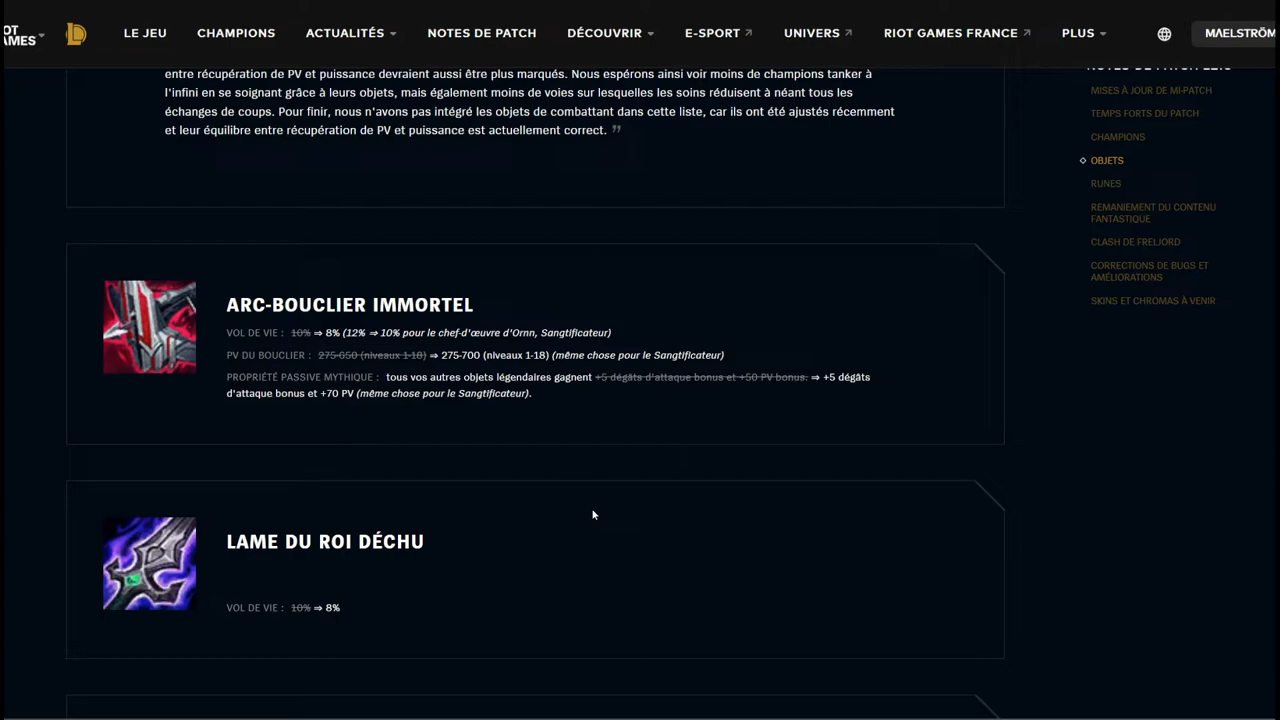 LE JEU CHAMPIONS ACTUALITÉS NOTES DE PATCH DÉCOUVRIR E-SPORT UNIVERS RIOT GAMES FRANCE PLUS MAELSTRÖM
entre récupération de PV et puissance devraient aussi être plus marqués. Nous espérons ainsi voir moins de champions tanker à
l'infini en se soignant grâce à leurs objets, mais également moins de voies sur lesquelles les soins réduisent à néant tous les
échanges de coups. Pour finir, nous n'avons pas intégré les objets de combattant dans cette liste, car ils ont été ajustés récemment
et leur équilibre entre récupération de PV et puissance est actuellement correct. ”
ARC-BOUCLIER IMMORTEL
VOL DE VIE : 10% ⇒ 8% (12% ⇒ 10% pour le chef-d'œuvre d'Ornn, Sangtificateur)
PV DU BOUCLIER : 275-650 (niveaux 1-18) ⇒ 275-700 (niveaux 1-18) (même chose pour le Sangtificateur)
PROPRIÉTÉ PASSIVE MYTHIQUE : tous vos autres objets légendaires gagnent +5 dégâts d'attaque bonus et +50 PV bonus. ⇒ +5 dégâts
d'attaque bonus et +70 PV (même chose pour le Sangtificateur).
LAME DU ROI DÉCHU
VOL DE VIE : 10% ⇒ 8%
MISES À JOUR DE MI-PATCH
TEMPS FORTS DU PATCH
CHAMPIONS
OBJETS
RUNES
REMANIEMENT DU CONTENU
FANTASTIQUE
CLASH DE FRELJORD
CORRECTIONS DE BUGS ET
AMÉLIORATIONS
SKINS ET CHROMAS À VENIR